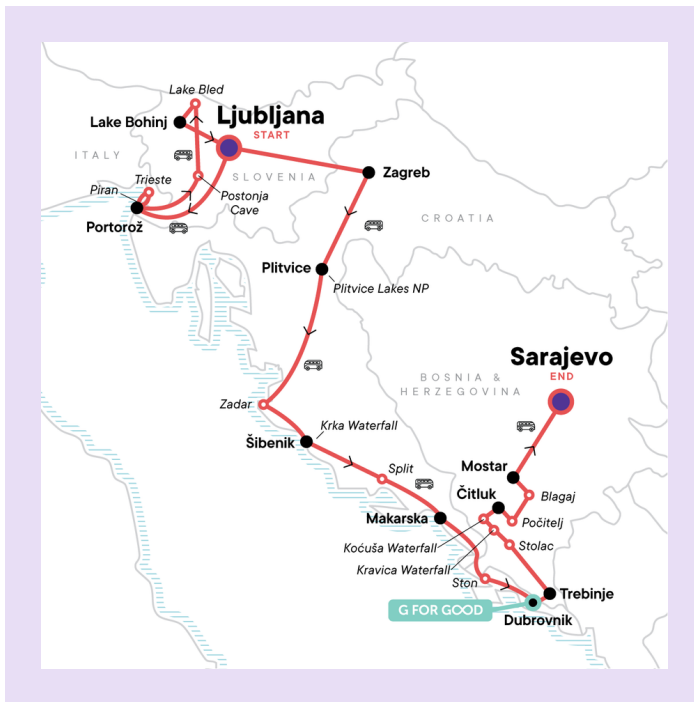 Lake Bled
Lake Bohinj
Ljubljana
START
ITALY
Trieste
SLOVENIA
Zagreb
Piran
Postonja
Cave
Portorož
CROATIA
Plitvice
Plitvice Lakes NP
Sarajevo
END
BOSNIA &
HERZEGOVINA
Zadar
Krka Waterfall
Šibenik
Split
Mostar
Čitluk
Blagaj
Makarska
Počitelj
Koćuša Waterfall
Stolac
Kravica Waterfall
Ston
Trebinje
G FOR GOOD
Dubrovnik